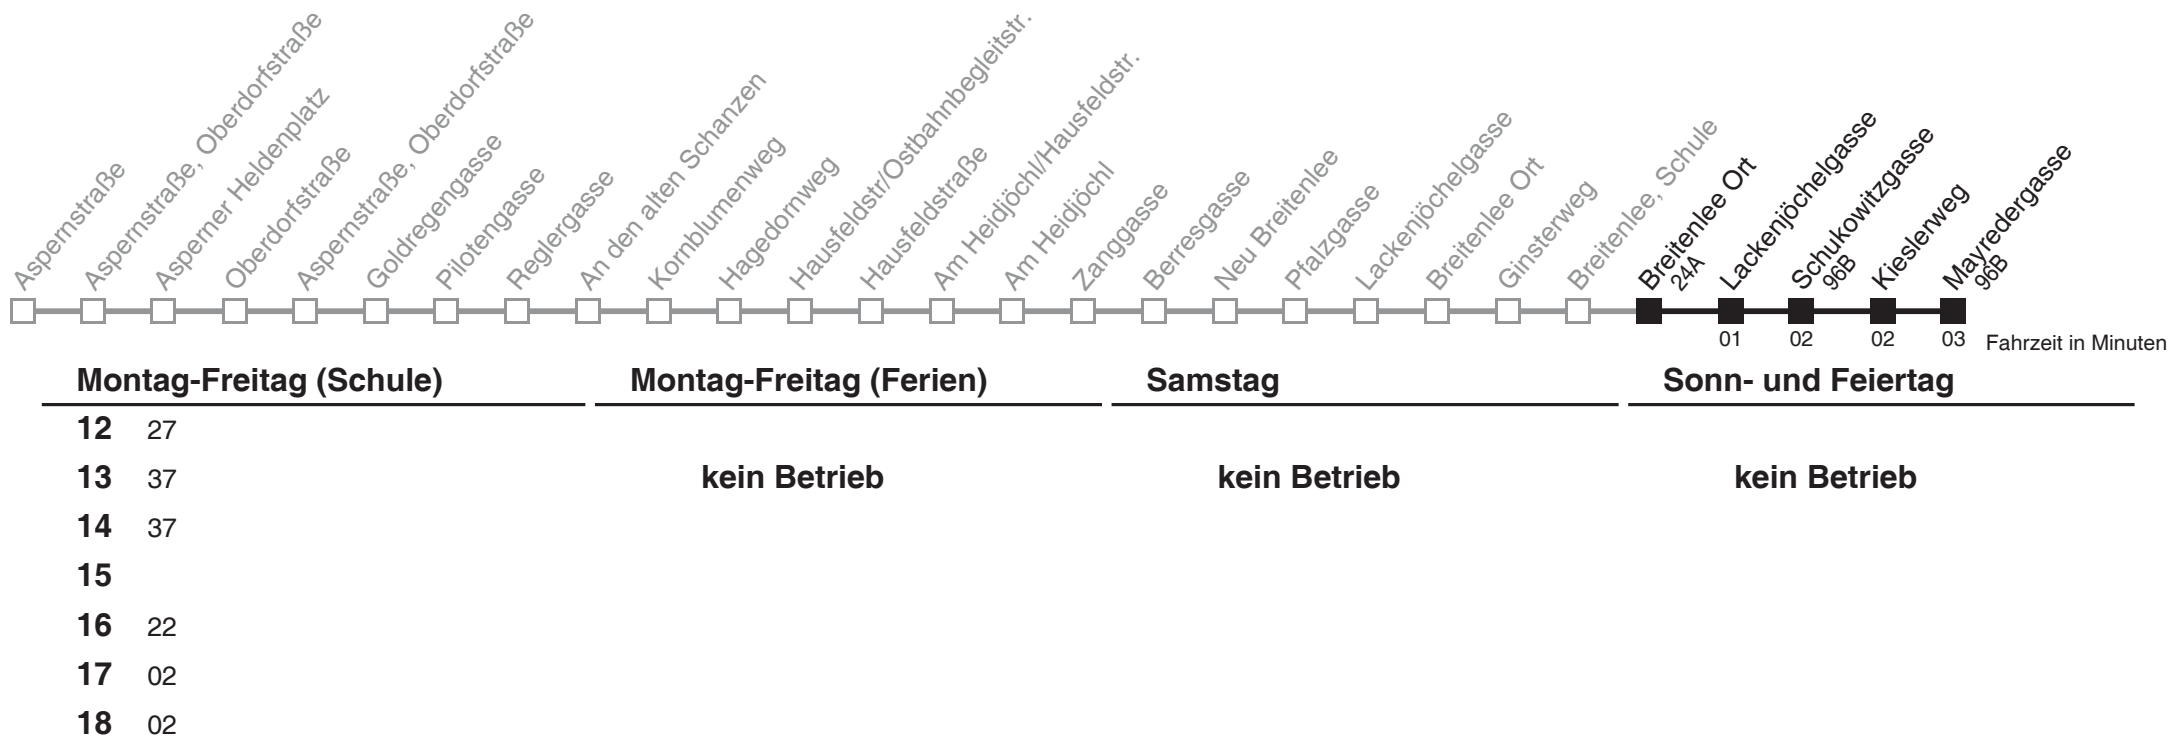 Aspernstraße
Aspernstraße, Oberdorfstraße
Asperner Heldenplatz
Oberdorfstraße
Aspernstraße, Oberdorfstraße
Goldregengasse
Pilotengasse
Reglergasse
An den alten Schanzen
Kornblumenweg
Hagedornweg
Hausfeldstr/Ostbahnbegleitstr.
Hausfeldstraße
Am Heidjöchl/Hausfeldstr.
Am Heidjöchl
Zanggasse
Berresgasse
Neu Breitenlee
Pfalzgasse
Lackenjöchelgasse
Breitenlee Ort
Ginsterweg
Breitenlee, Schule
Breitenlee Ort
24A
Lackenjöchelgasse
Schukowitzgasse
96B
Kieslerweg
Mayredergasse
96B
01 02 02 03 Fahrzeit in Minuten
Montag-Freitag (Schule) Montag-Freitag (Ferien) Samstag Sonn- und Feiertag
12 27
13 37 kein Betrieb kein Betrieb kein Betrieb
14 37
15
16 22
17 02
18 02